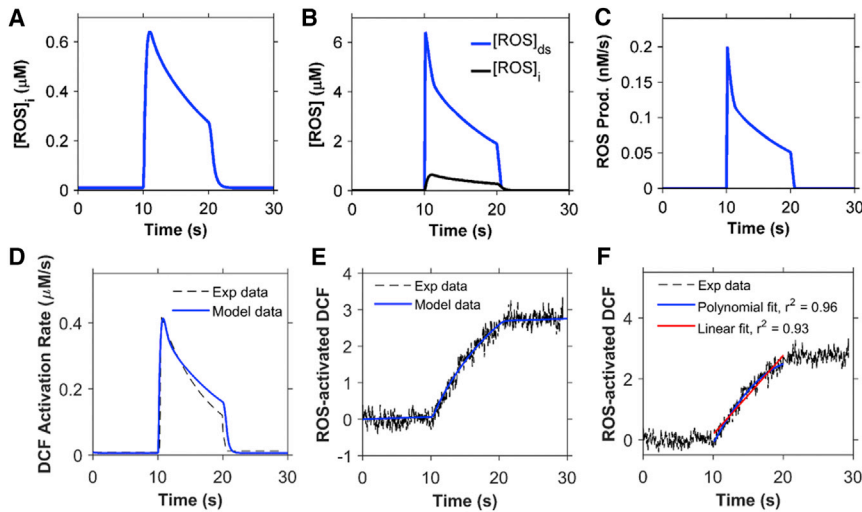 A
[ROS]i (μM)
0.6
0.4
0.2
0
0 10 20 30
Time (s)
B
[ROS] (μM)
6
4
2
0
[ROS]ds
[ROS]i
0 10 20 30
Time (s)
C
ROS Prod. (nM/s)
0.2
0.15
0.1
0.05
0
0 10 20 30
Time (s)
D
DCF Activation Rate (μM/s)
0.4
0.2
0
Exp data
Model data
0 10 20 30
Time (s)
E
ROS-activated DCF
4
3
2
1
0
-1
Exp data
Model data
0 10 20 30
Time (s)
F
ROS-activated DCF
4
2
0
Exp data
Polynomial fit, r² = 0.96
Linear fit, r² = 0.93
0 10 20 30
Time (s)